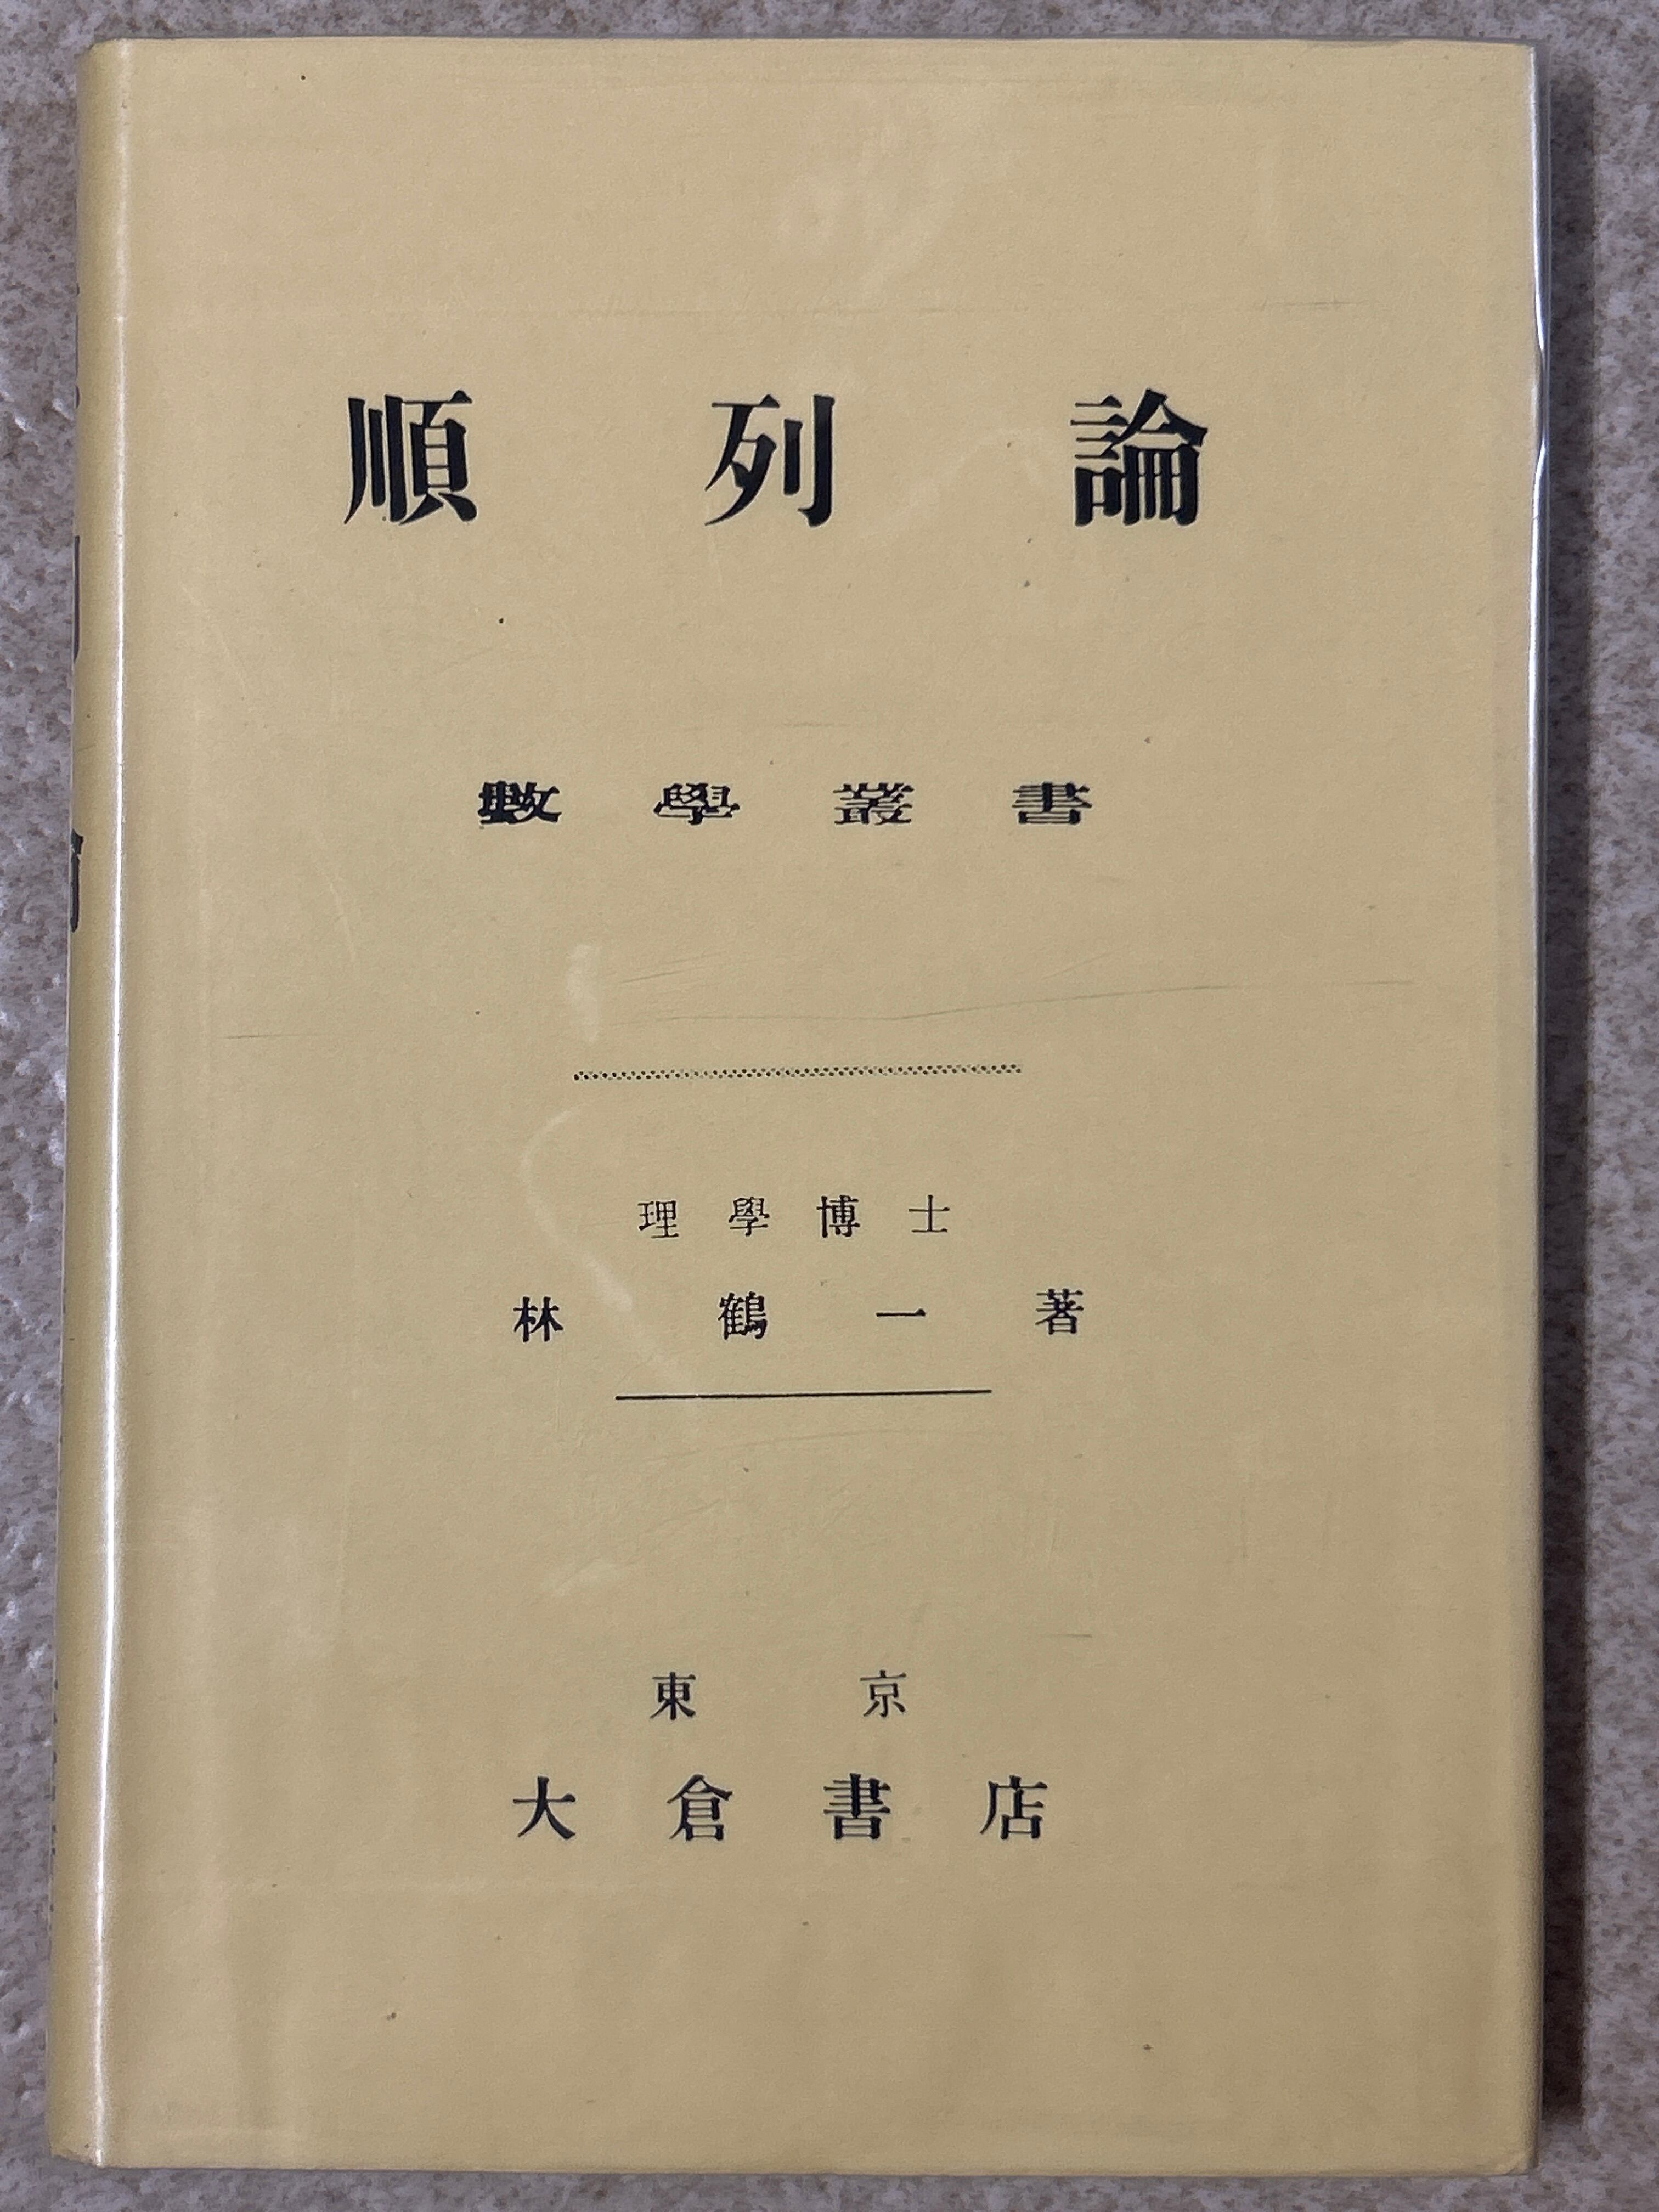 順列論
數學叢書
理學博士
林鶴一著
東京
大倉書店